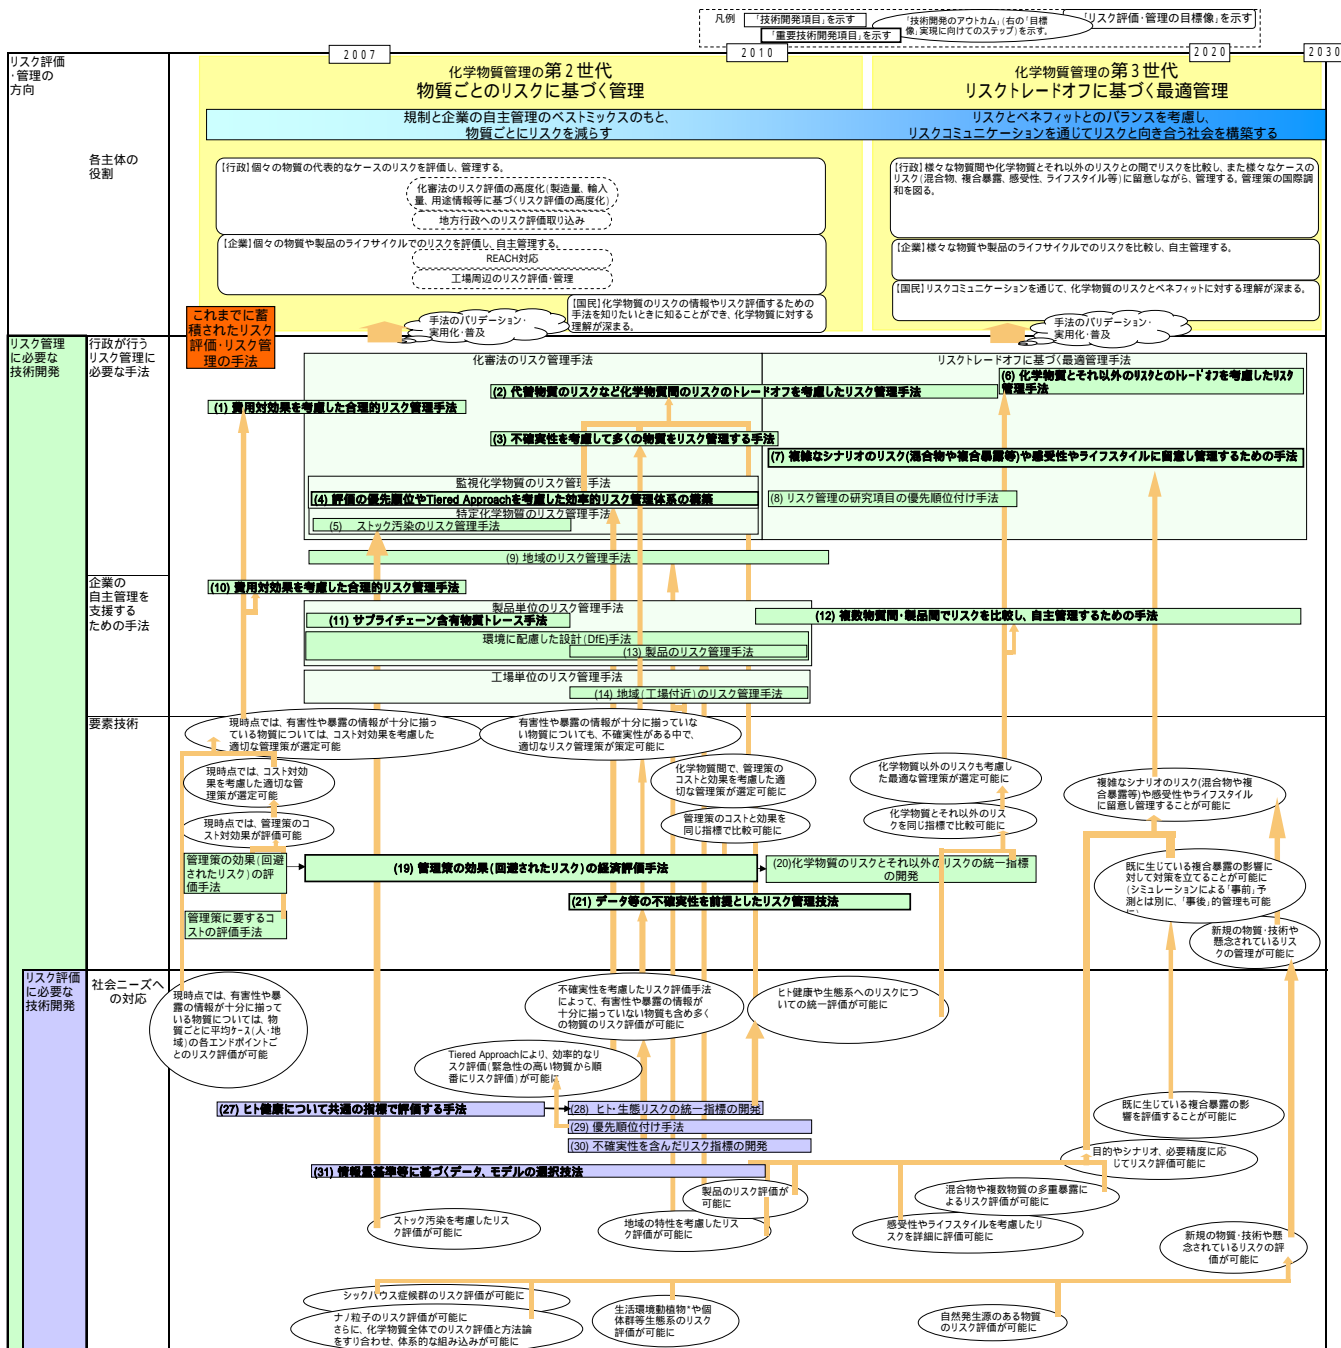 凡例
「技術開発項目」を示す
「重要技術開発項目」を示す
「技術開発のアウトカム」(右の「目標
像」実現に向けてのステップ)を示す。
「リスク評価・管理の目標像」を示す
2007
2010
2020
2030
リスク評価
・管理の
方向
化学物質管理の第2世代
物質ごとのリスクに基づく管理
化学物質管理の第3世代
リスクトレードオフに基づく最適管理
規制と企業の自主管理のベストミックスのもと、
物質ごとにリスクを減らす
リスクとベネフィットとのバランスを考慮し、
リスクコミュニケーションを通じてリスクと向き合う社会を構築する
各主体の
役割
【行政】個々の物質の代表的なケースのリスクを評価し、管理する。
化審法のリスク評価の高度化(製造量、輸入
量、用途情報等に基づくリスク評価の高度化)
地方行政へのリスク評価取り込み
【企業】個々の物質や製品のライフサイクルでのリスクを評価し、自主管理する。
REACH対応
工場周辺のリスク評価・管理
【国民】化学物質のリスクの情報やリスク評価するための
手法を知りたいときに知ることができ、化学物質に対する
理解が深まる。
【行政】様々な物質間や化学物質とそれ以外のリスクとの間でリスクを比較し、また様々なケースの
リスク(混合物、複合暴露、感受性、ライフスタイル等)に留意しながら、管理する。管理策の国際調
和を図る。
【企業】様々な物質や製品のライフサイクルでのリスクを比較し、自主管理する。
【国民】リスクコミュニケーションを通じて、化学物質のリスクとベネフィットに対する理解が深まる。
これまでに蓄
積されたリスク
評価・リスク管
理の手法
手法のバリデーション・
実用化・普及
手法のバリデーション・
実用化・普及
リスク管理
に必要な
技術開発
行政が行う
リスク管理に
必要な手法
化審法のリスク管理手法
リスクトレードオフに基づく最適管理手法
(6) 化学物質とそれ以外のリスクとのトレードオフを考慮したリスク
管理手法
(2) 代替物質のリスクなど化学物質間のリスクのトレードオフを考慮したリスク管理手法
(1) 費用対効果を考慮した合理的リスク管理手法
(3) 不確実性を考慮して多くの物質をリスク管理する手法
(7) 複雑なシナリオのリスク(混合物や複合暴露等)や感受性やライフスタイルに留意し管理するための手法
監視化学物質のリスク管理手法
(4) 評価の優先順位やTiered Approachを考慮した効率的リスク管理体系の構築
(8) リスク管理の研究項目の優先順位付け手法
特定化学物質のリスク管理手法
(5) ストック汚染のリスク管理手法
(9) 地域のリスク管理手法
企業の
自主管理を
支援する
ための手法
(10) 費用対効果を考慮した合理的リスク管理手法
製品単位のリスク管理手法
(11) サプライチェーン含有物質トレース手法
(12) 複数物質間・製品間でリスクを比較し、自主管理するための手法
環境に配慮した設計(DfE)手法
(13) 製品のリスク管理手法
工場単位のリスク管理手法
(14) 地域(工場付近)のリスク管理手法
要素技術
現時点では、有害性や暴露の情報が十分に揃っ
ている物質については、コスト対効果を考慮した
適切な管理策が選定可能
有害性や暴露の情報が十分に揃っていな
い物質についても、不確実性がある中で、
適切なリスク管理策が策定可能に
現時点では、コスト対効
果を考慮した適切な管
理策が選定可能
化学物質間で、管理策の
コストと効果を考慮した適
切な管理策が選定可能に
化学物質以外のリスクも考慮し
た最適な管理策が選定可能に
複雑なシナリオのリスク(混合物や複
合暴露等)や感受性やライフスタイル
に留意し管理することが可能に
現時点では、管理策のコ
スト対効果が評価可能
管理策のコストと効果を
同じ指標で比較可能に
化学物質とそれ以外のリス
クを同じ指標で比較可能に
管理策の効果(回避
されたリスク)の評
価手法
(19) 管理策の効果(回避されたリスク)の経済評価手法
(20)化学物質のリスクとそれ以外のリスクの統一指標
の開発
既に生じている複合暴露の影響に
対して対策を立てることが可能に
(シミュレーションによる「事前」予
測とは別に、「事後」的管理も可能
に)
(21) データ等の不確実性を前提としたリスク管理技法
管理策に要するコ
ストの評価手法
新規の物質・技術や
懸念されているリス
クの管理が可能に
リスク評価
に必要な
技術開発
社会ニーズへ
の対応
現時点では、有害性や暴
露の情報が十分に揃って
いる物質については、物
質ごとに平均ケース(人・地
域)の各エンドポイントご
とのリスク評価が可能
不確実性を考慮したリスク評価手法
によって、有害性や暴露の情報が
十分に揃っていない物質も含め多く
の物質のリスク評価が可能に
ヒト健康や生態系へのリスクにつ
いての統一評価が可能に
Tiered Approachにより、効率的なリ
スク評価(緊急性の高い物質から順
番にリスク評価)が可能に
(27) ヒト健康について共通の指標で評価する手法
(28) ヒト・生態リスクの統一指標の開発
(29) 優先順位付け手法
(30) 不確実性を含んだリスク指標の開発
既に生じている複合暴露の影
響を評価することが可能に
目的やシナリオ、必要精度に応
じてリスク評価可能に
(31) 情報量基準等に基づくデータ、モデルの選択技法
製品のリスク評価が
可能に
混合物や複数物質の多重暴露に
よるリスク評価が可能に
ストック汚染を考慮したリス
ク評価が可能に
地域の特性を考慮したリス
ク評価が可能に
感受性やライフスタイルを考慮したリ
スクを詳細に評価可能に
新規の物質・技術や懸
念されているリスクの評
価が可能に
シックハウス症候群のリスク評価が可能に
ナノ粒子のリスク評価が可能に
さらに、化学物質全体でのリスク評価と方法論
をすり合わせ、体系的な組み込みが可能に
生活環境動植物*や個
体群等生態系のリスク
評価が可能に
自然発生源のある物質
のリスク評価が可能に